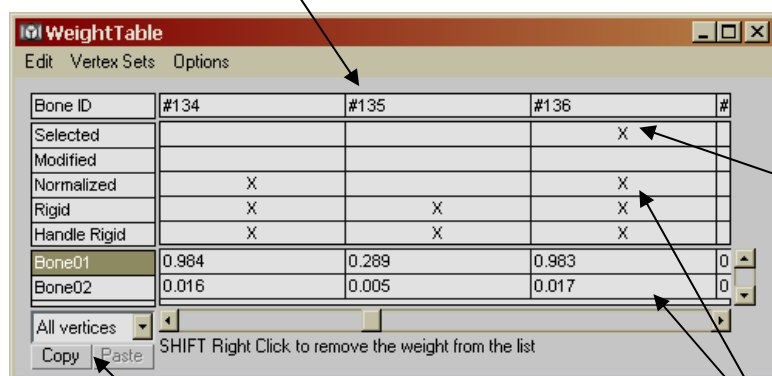 WeightTable
Edit Vertex Sets Options
Bone ID #134 #135 #136 #
Selected X
Modified
Normalized X X
Rigid X X X
Handle Rigid X X X
Bone01 0.984 0.289 0.983 0
Bone02 0.016 0.005 0.017 0
All vertices
Copy Paste SHIFT Right Click to remove the weight from the list